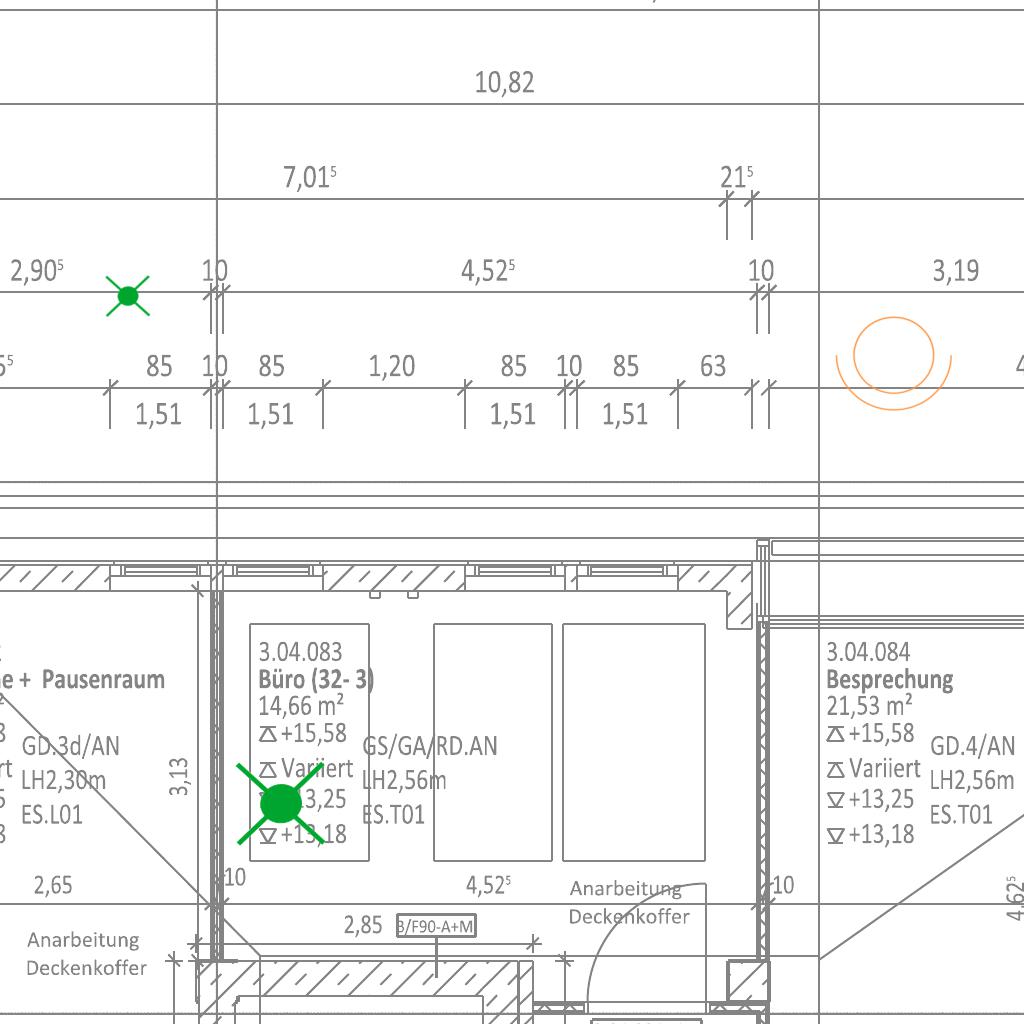 10,82
7,01⁵
21⁵
2,90⁵
10
4,52⁵
10
3,19
85
10
85
1,20
85
10
85
63
1,51
1,51
1,51
1,51
3.04.083
Büro (32- 3)
14,66 m²
+15,58
Variiert
+13,18
GS/GA/RD.AN
LH2,56m
ES.T01
Pausenraum
GD.3d/AN
LH2,30m
ES.L01
3,13
3.04.084
Besprechung
21,53 m²
+15,58
Variiert
+13,25
+13,18
GD.4/AN
LH2,56m
ES.T01
2,65
10
4,52⁵
10
4,62⁵
Anarbeitung
Deckenkoffer
2,85
B/F90-A+M
Anarbeitung
Deckenkoffer